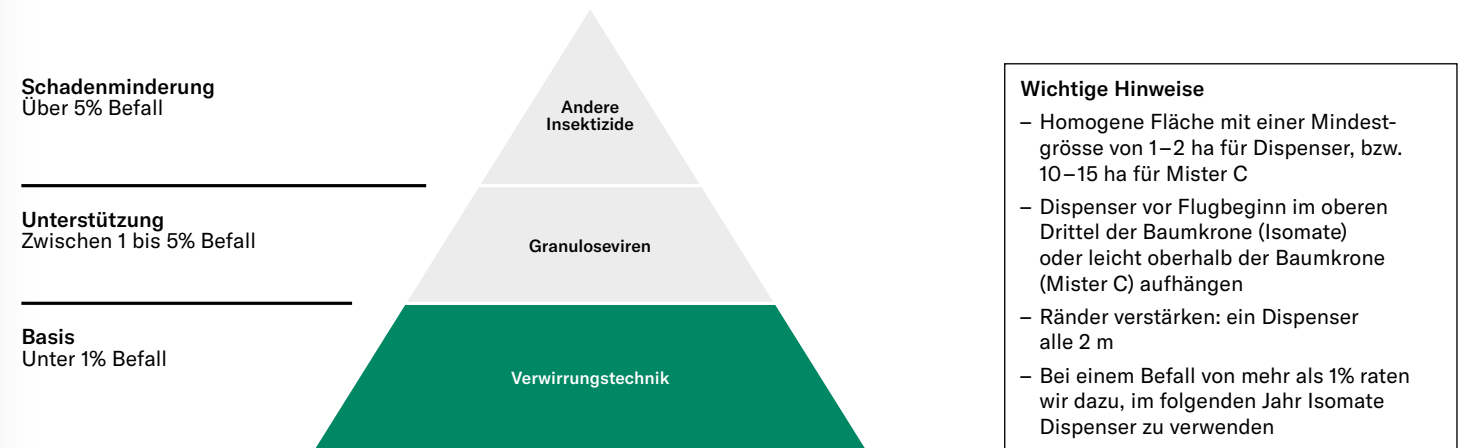 Schadenminderung
Über 5% Befall
Andere
Insektizide
Unterstützung
Zwischen 1 bis 5% Befall
Granuloseviren
Basis
Unter 1% Befall
Verwirrungstechnik
Wichtige Hinweise
– Homogene Fläche mit einer Mindest-
grösse von 1–2 ha für Dispenser, bzw.
10–15 ha für Mister C
– Dispenser vor Flugbeginn im oberen
Drittel der Baumkrone (Isomate)
oder leicht oberhalb der Baumkrone
(Mister C) aufhängen
– Ränder verstärken: ein Dispenser
alle 2 m
– Bei einem Befall von mehr als 1% raten
wir dazu, im folgenden Jahr Isomate
Dispenser zu verwenden